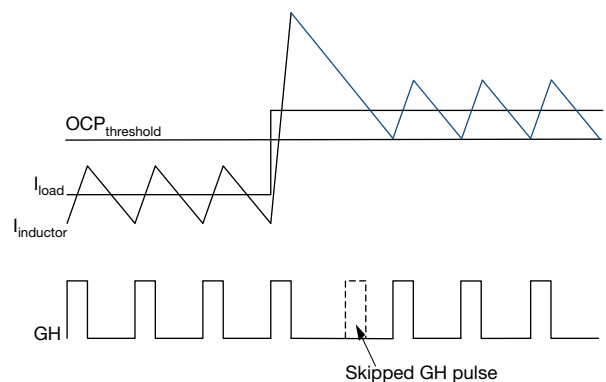 OCPthreshold
Iload
Iinductor
GH
Skipped GH pulse